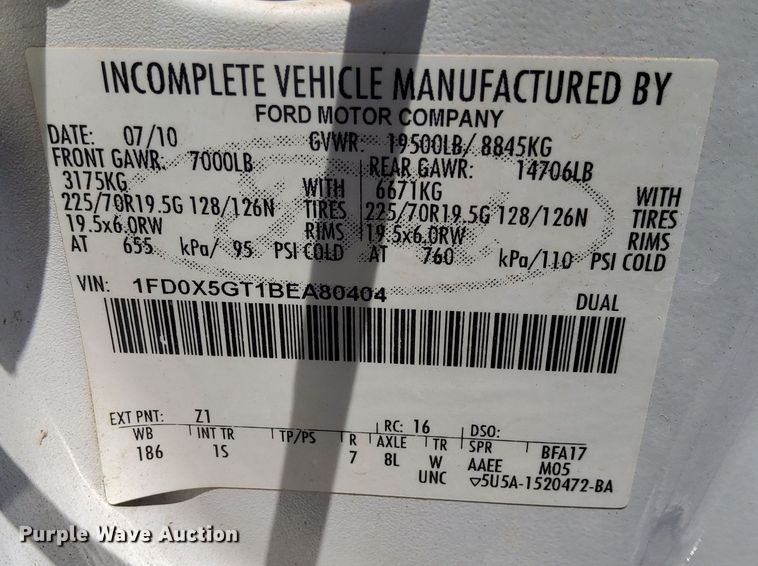 INCOMPLETE VEHICLE MANUFACTURED BY
FORD MOTOR COMPANY
DATE: 07/10 GVWR: 19500LB/ 8845KG
FRONT GAWR: 7000LB REAR GAWR: 14706LB
3175KG WITH 6671KG WITH
225/70R19.5G 128/126N TIRES 225/70R19.5G 128/126N TIRES
19.5x6.0RW RIMS 19.5x6.0RW RIMS
AT 655 kPa/ 95 PSI COLD AT 760 kPa/110 PSI COLD
VIN: 1FD0X5GT1BEA80404 DUAL
EXT PNT: Z1 RC: 16 DSO:
WB INT TR TP/PS R AXLE TR SPR BFA17
186 1S 7 8L W AAEE M05
UNC ▽5U5A-1520472-BA
Purple Wave Auction